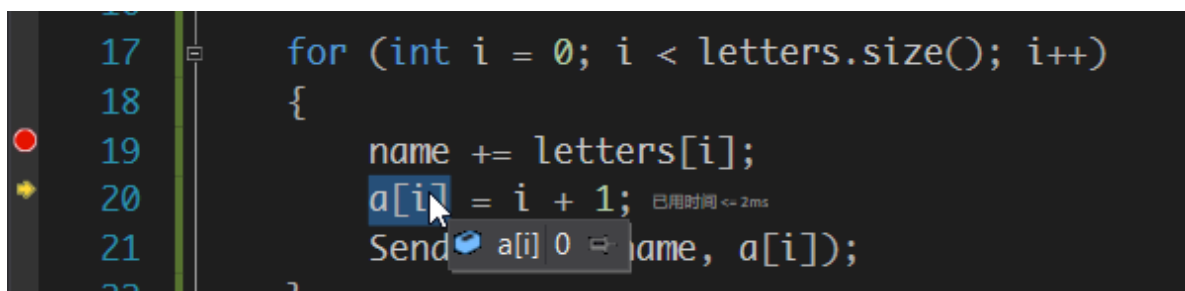 17 for (int i = 0; i < letters.size(); i++)
18 {
19 name += letters[i];
20 a[i] = i + 1; 已用时间 <= 2ms
21 Send ame, a[i]);
a[i] 0